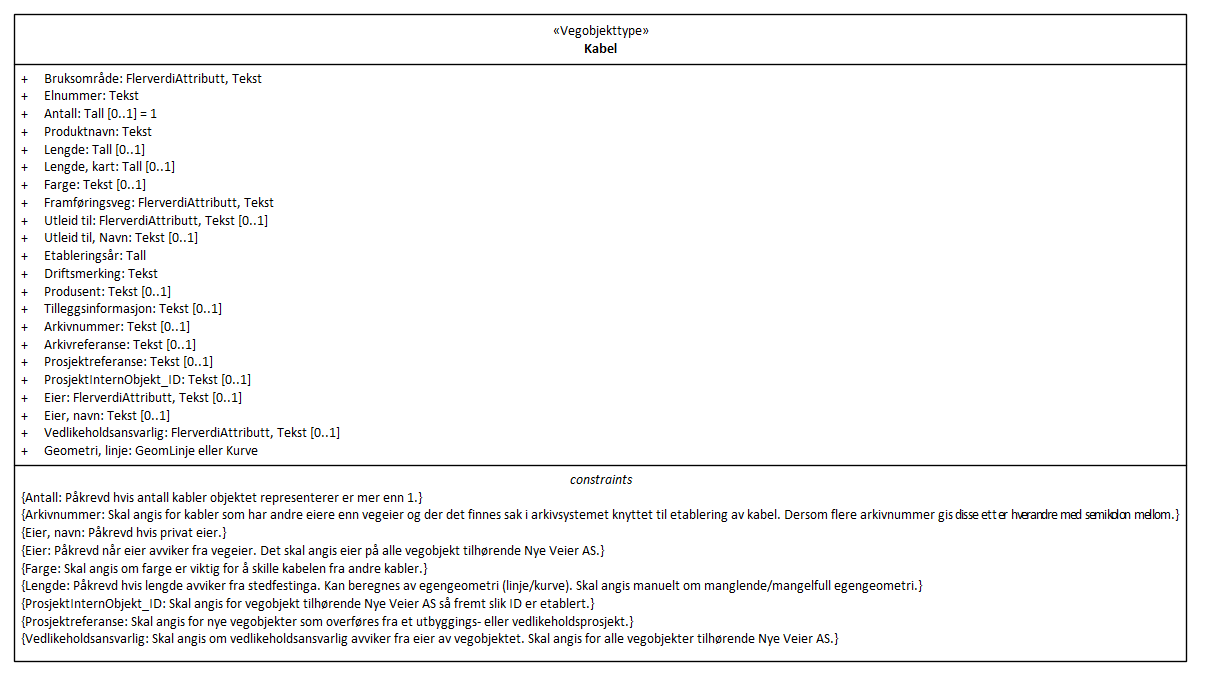 «Vegobjekttype»
Kabel
+ Bruksområde: FlerverdiAttributt, Tekst
+ Elnummer: Tekst
+ Antall: Tall [0..1] = 1
+ Produktnavn: Tekst
+ Lengde: Tall [0..1]
+ Lengde, kart: Tall [0..1]
+ Farge: Tekst [0..1]
+ Framføringsveg: FlerverdiAttributt, Tekst
+ Utleid til: FlerverdiAttributt, Tekst [0..1]
+ Utleid til, Navn: Tekst [0..1]
+ Etableringsår: Tall
+ Driftsmerking: Tekst
+ Produsent: Tekst [0..1]
+ Tilleggsinformasjon: Tekst [0..1]
+ Arkivnummer: Tekst [0..1]
+ Arkivreferanse: Tekst [0..1]
+ Prosjektreferanse: Tekst [0..1]
+ ProsjektInternObjekt_ID: Tekst [0..1]
+ Eier: FlerverdiAttributt, Tekst [0..1]
+ Eier, navn: Tekst [0..1]
+ Vedlikeholdsansvarlig: FlerverdiAttributt, Tekst [0..1]
+ Geometri, linje: GeomLinje eller Kurve
constraints
{Antall: Påkrevd hvis antall kabler objektet representerer er mer enn 1.}
{Arkivnummer: Skal angis for kabler som har andre eiere enn vegeier og der det finnes sak i arkivsystemet knyttet til etablering av kabel. Dersom flere arkivnummer gis disse etter hverandre med semikolon mellom.}
{Eier, navn: Påkrevd hvis privat eier.}
{Eier: Påkrevd når eier avviker fra vegeier. Det skal angis eier på alle vegobjekt tilhørende Nye Veier AS.}
{Farge: Skal angis om farge er viktig for å skille kabelen fra andre kabler.}
{Lengde: Påkrevd hvis lengde avviker fra stedfestinga. Kan beregnes av egengeometri (linje/kurve). Skal angis manuelt om manglende/mangelfull egengeometri.}
{ProsjektInternObjekt_ID: Skal angis for vegobjekt tilhørende Nye Veier AS så fremt slik ID er etablert.}
{Prosjektreferanse: Skal angis for nye vegobjekter som overføres fra et utbyggings- eller vedlikeholdsprosjekt.}
{Vedlikeholdsansvarlig: Skal angis om vedlikeholdsansvarlig avviker fra eier av vegobjektet. Skal angis for alle vegobjekter tilhørende Nye Veier AS.}